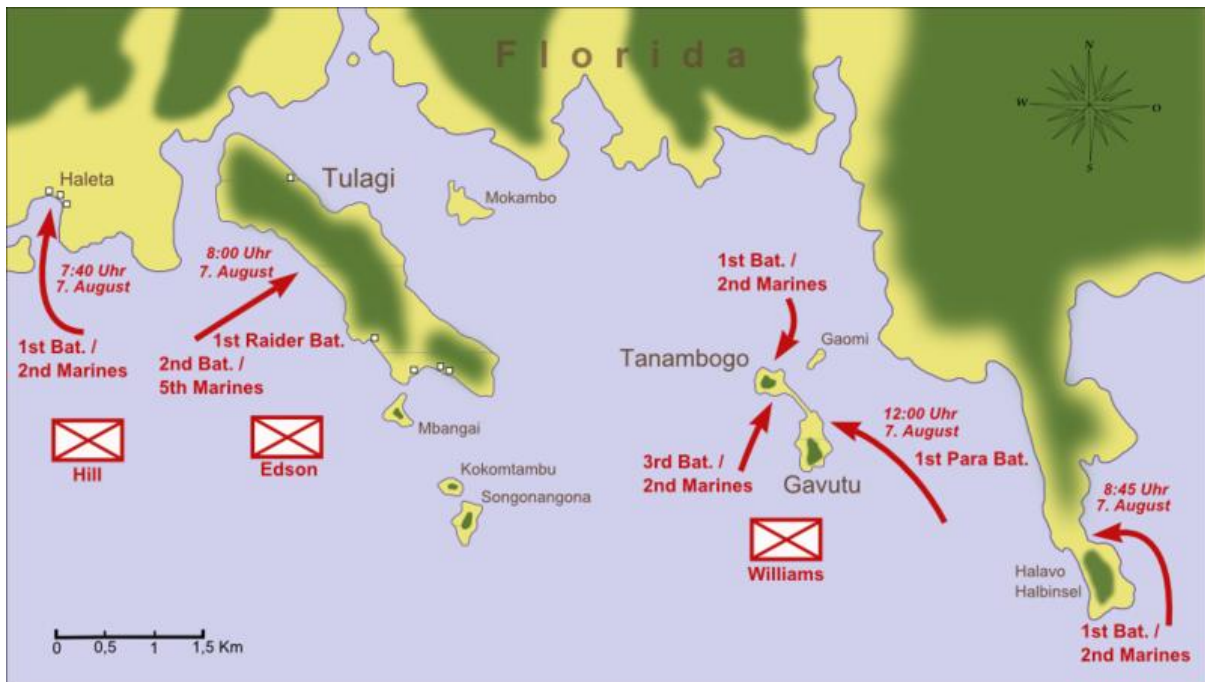 Florida
N
W
O
S
Haleta
Tulagi
Mokambo
7:40 Uhr
7. August
8:00 Uhr
7. August
1st Bat. /
2nd Marines
1st Raider Bat.
2nd Bat. /
5th Marines
Hill
Edson
Mbangai
Kokomtambu
Songonangona
1st Bat. /
2nd Marines
Tanambogo
Gaomi
12:00 Uhr
7. August
1st Para Bat.
3rd Bat. /
2nd Marines
Gavutu
Williams
8:45 Uhr
7. August
Halavo
Halbinsel
1st Bat. /
2nd Marines
0 0,5 1 1,5 Km